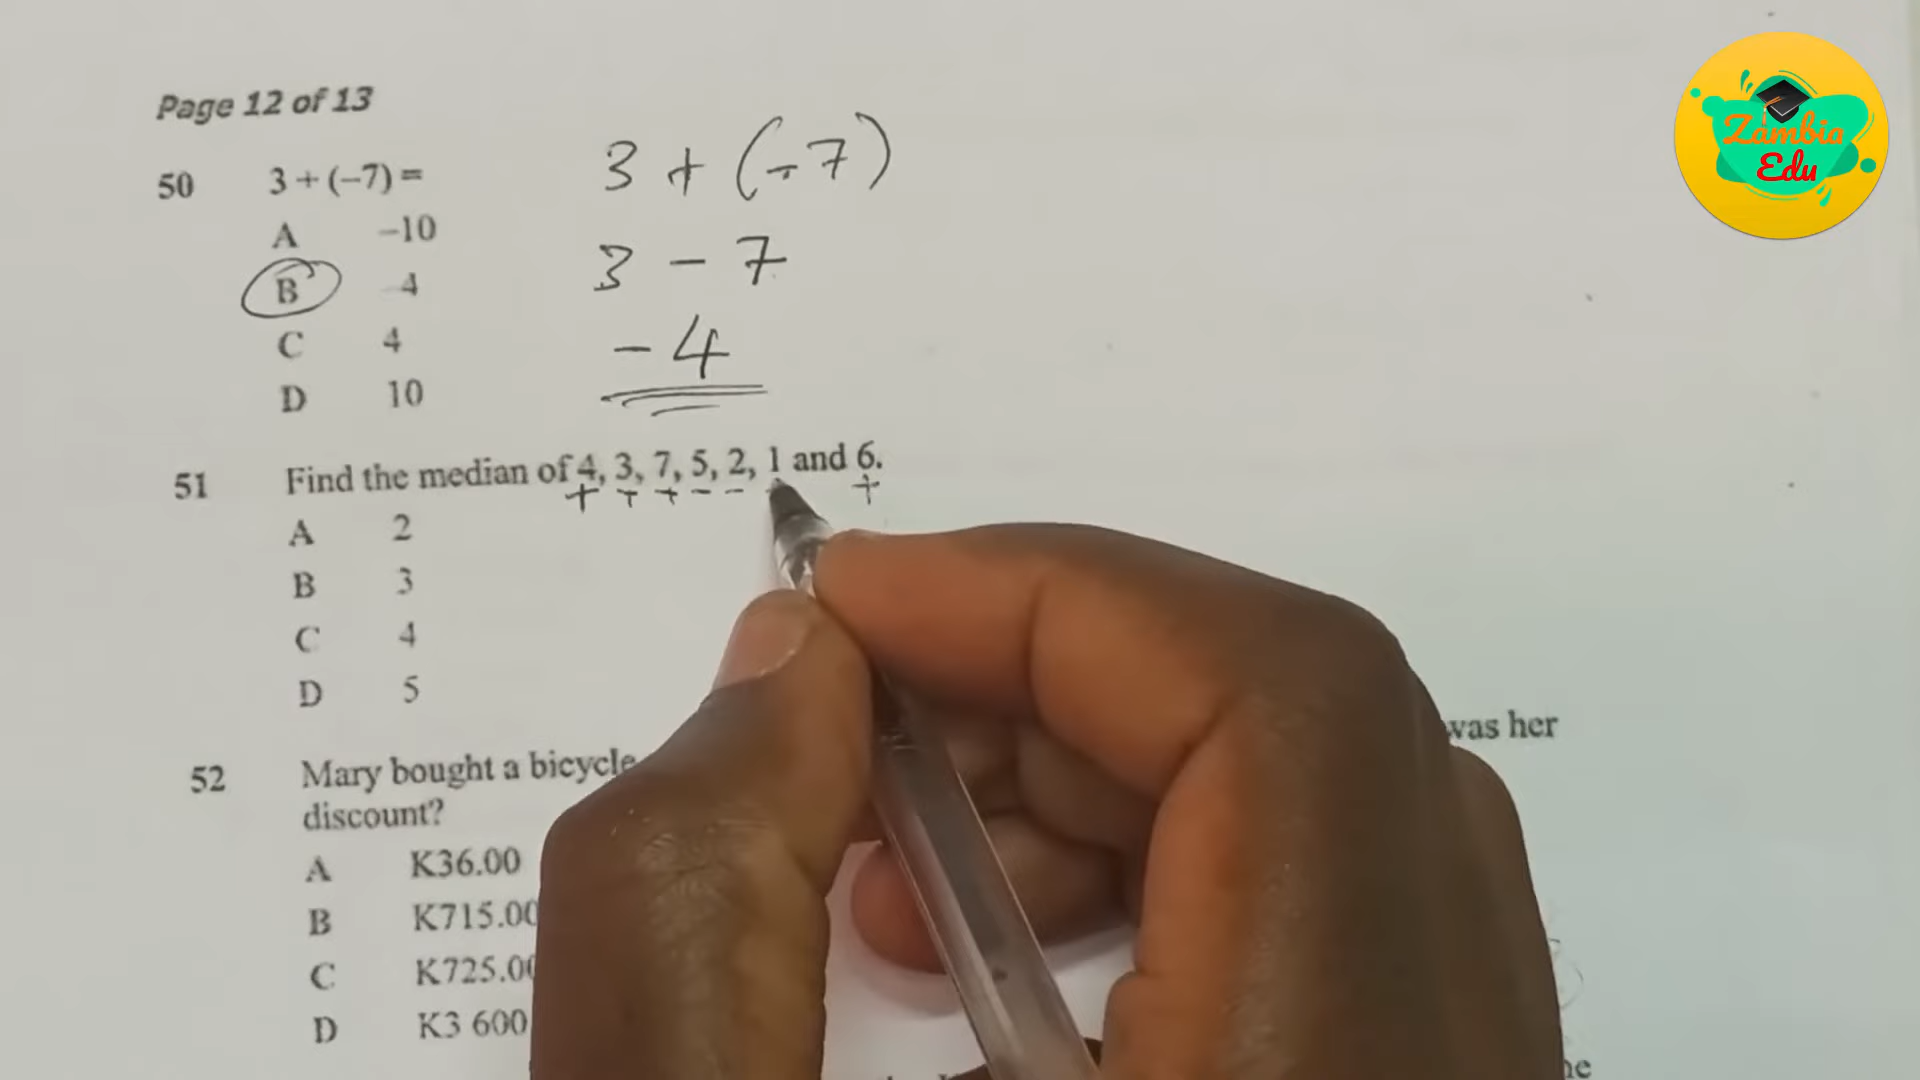 Page 12 of 13
Zambia
Edu
50 3 + (−7) =
A −10
B −4
C 4
D 10
3 + (−7)
3 − 7
−4
51 Find the median of 4, 3, 7, 5, 2, 1 and 6.
+ + + − − +
A 2
B 3
C 4
D 5
52 Mary bought a bicycle was her
discount?
A K36.00
B K715.00
C K725.00
D K3 600